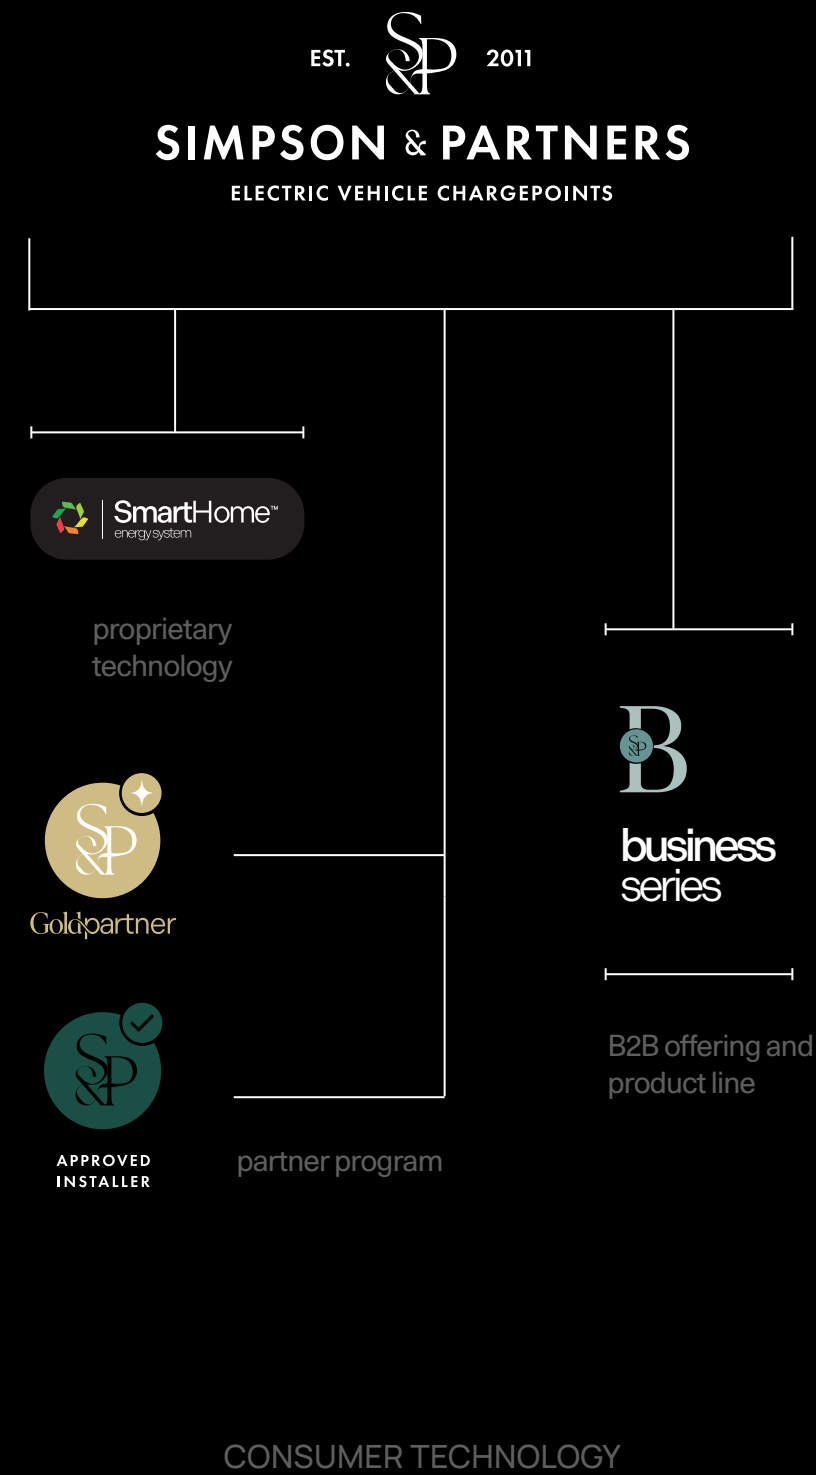 EST. S&P 2011
SIMPSON & PARTNERS
ELECTRIC VEHICLE CHARGEPOINTS
SmartHome™
energy system
proprietary
technology
S&P
Goldpartner
S&P
APPROVED
INSTALLER
partner program
B
S&P
business
series
B2B offering and
product line
CONSUMER TECHNOLOGY